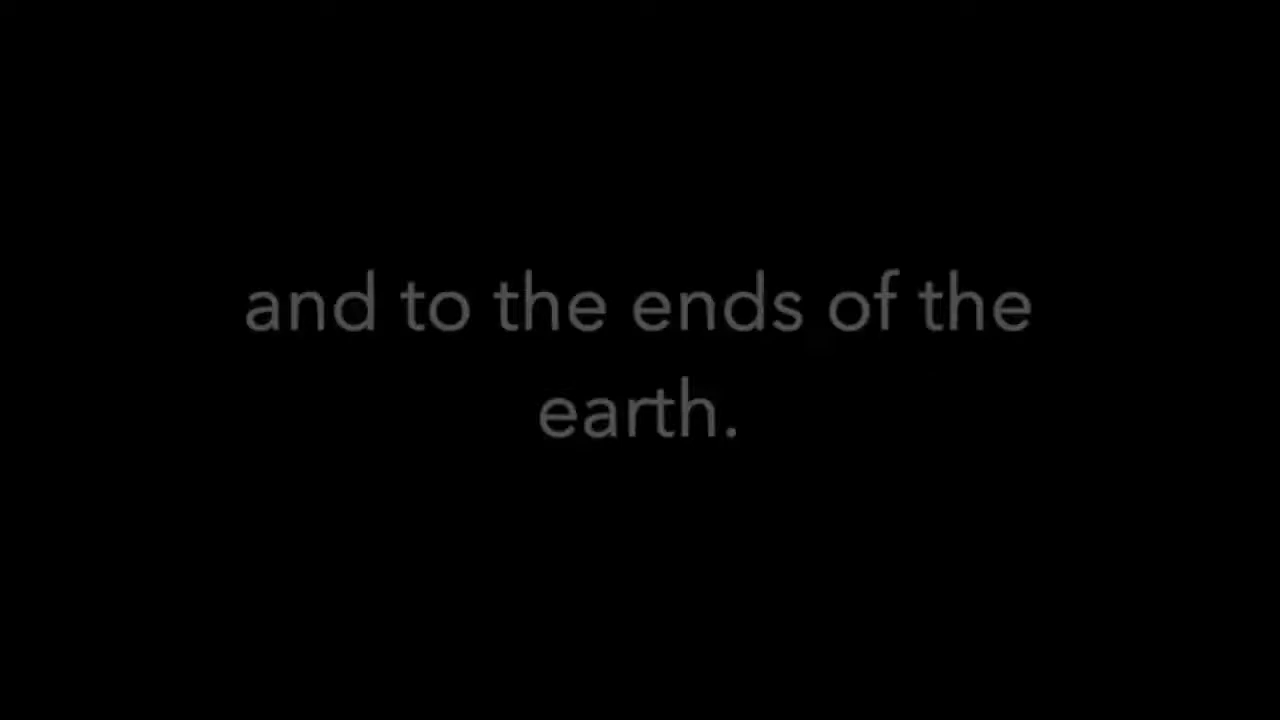 and to the ends of the
earth.